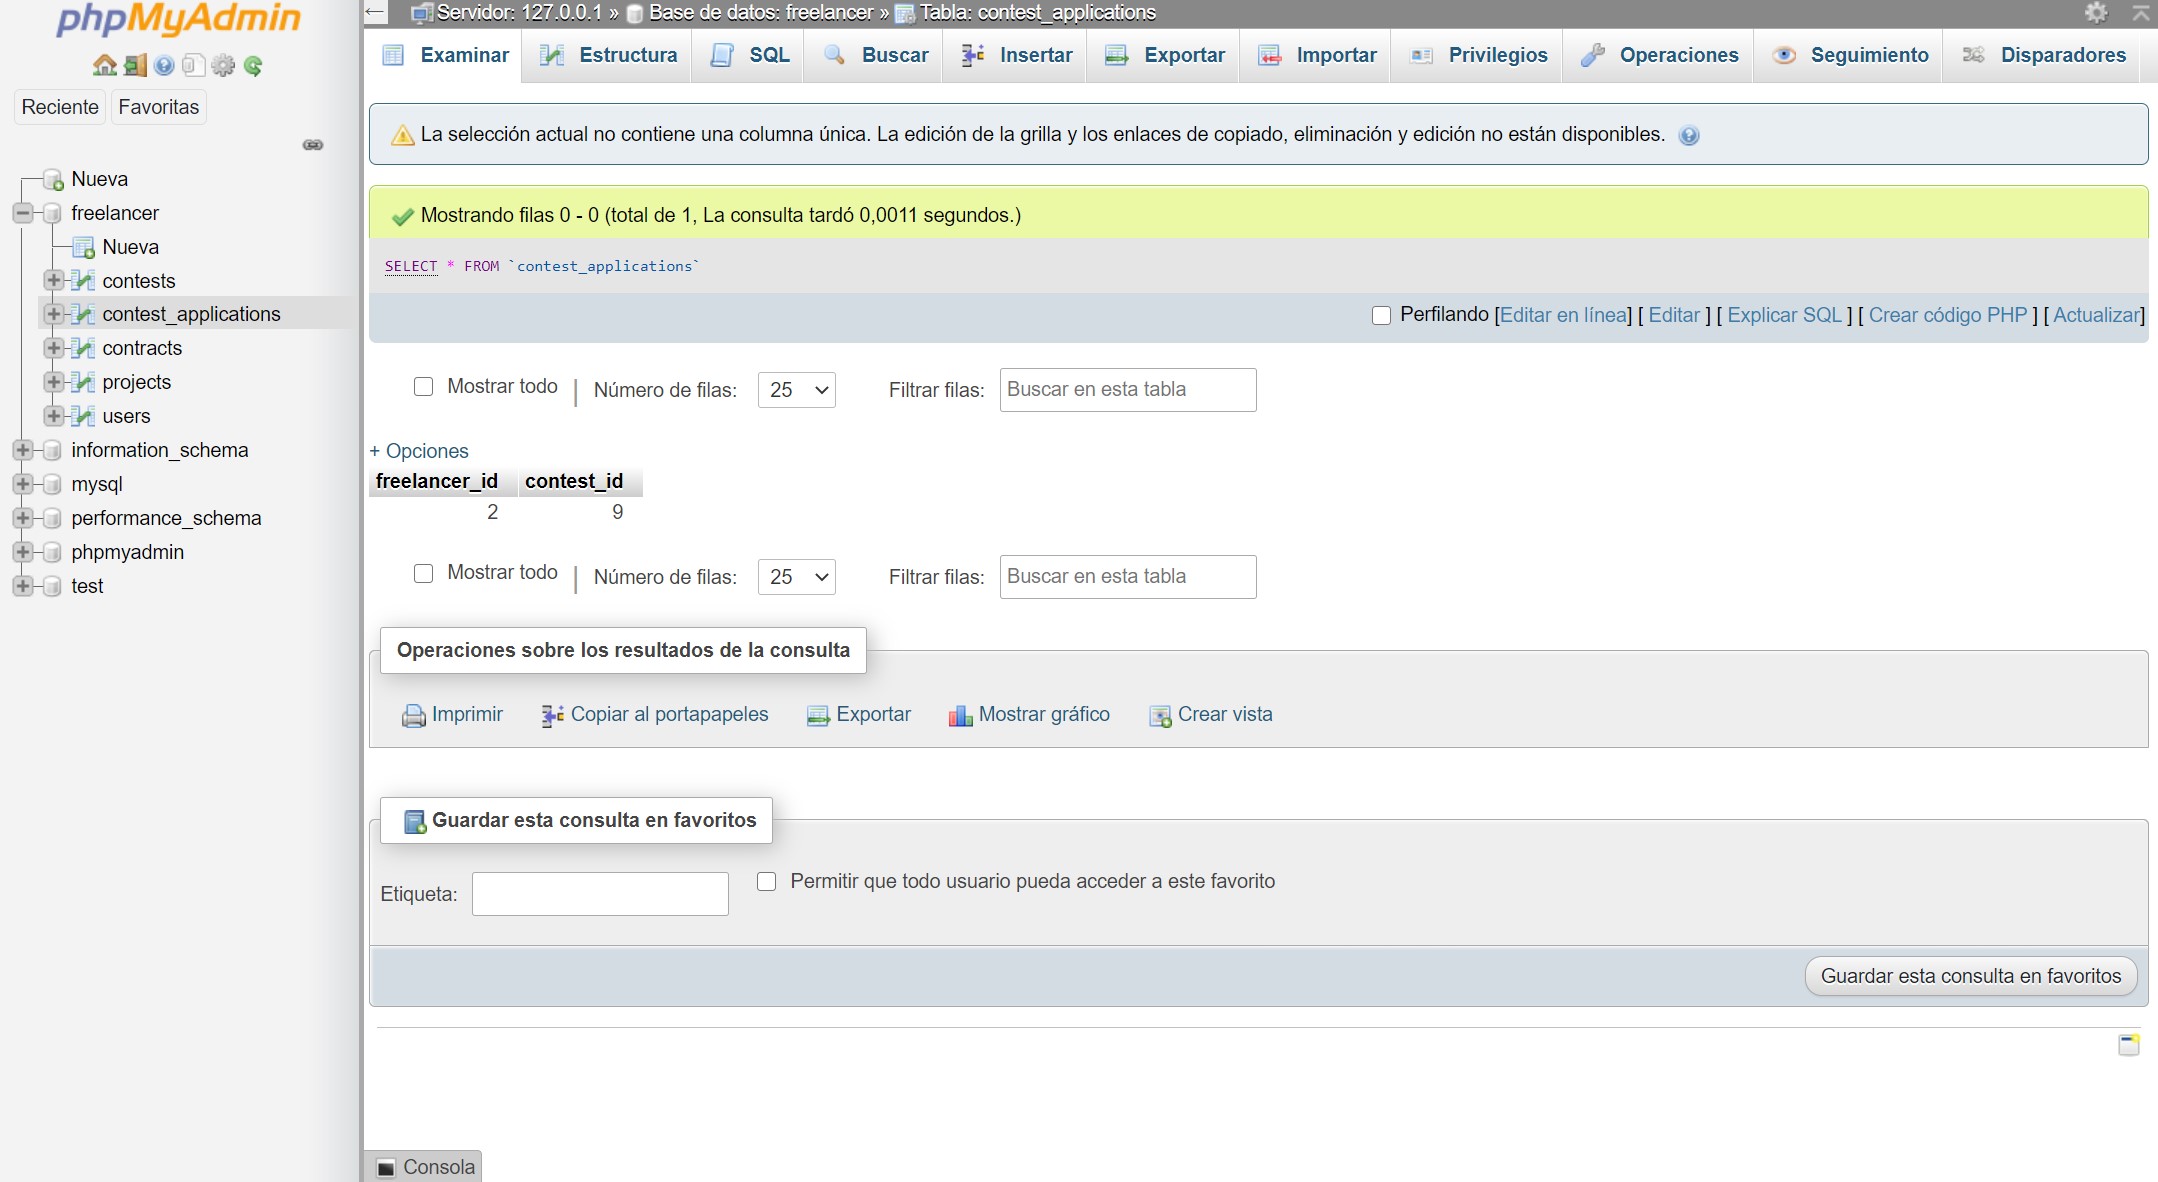 phpMyAdmin
Reciente Favoritas
Nueva
freelancer
Nueva
contests
contest_applications
contracts
projects
users
information_schema
mysql
performance_schema
phpmyadmin
test
Servidor: 127.0.0.1 » Base de datos: freelancer » Tabla: contest_applications
Examinar Estructura SQL Buscar Insertar Exportar Importar Privilegios Operaciones Seguimiento Disparadores
La selección actual no contiene una columna única. La edición de la grilla y los enlaces de copiado, eliminación y edición no están disponibles.
Mostrando filas 0 - 0 (total de 1, La consulta tardó 0,0011 segundos.)
SELECT * FROM `contest_applications`
Perfilando [Editar en línea] [ Editar ] [ Explicar SQL ] [ Crear código PHP ] [ Actualizar]
Mostrar todo | Número de filas: 25 Filtrar filas: Buscar en esta tabla
+ Opciones
freelancer_id contest_id
2 9
Mostrar todo | Número de filas: 25 Filtrar filas: Buscar en esta tabla
Operaciones sobre los resultados de la consulta
Imprimir Copiar al portapapeles Exportar Mostrar gráfico Crear vista
Guardar esta consulta en favoritos
Etiqueta: Permitir que todo usuario pueda acceder a este favorito
Guardar esta consulta en favoritos
Consola